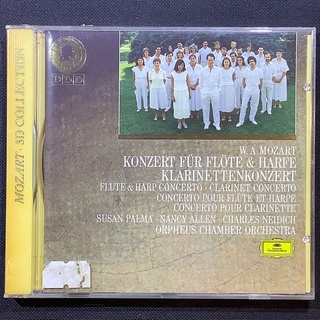 MOZART · 3D COLLECTION
W. A. MOZART
KONZERT FÜR FLÖTE & HARFE
KLARINETTENKONZERT
FLUTE & HARP CONCERTO · CLARINET CONCERTO
CONCERTO POUR FLÛTE ET HARPE
CONCERTO POUR CLARINETTE
SUSAN PALMA · NANCY ALLEN · CHARLES NEIDICH
ORPHEUS CHAMBER ORCHESTRA